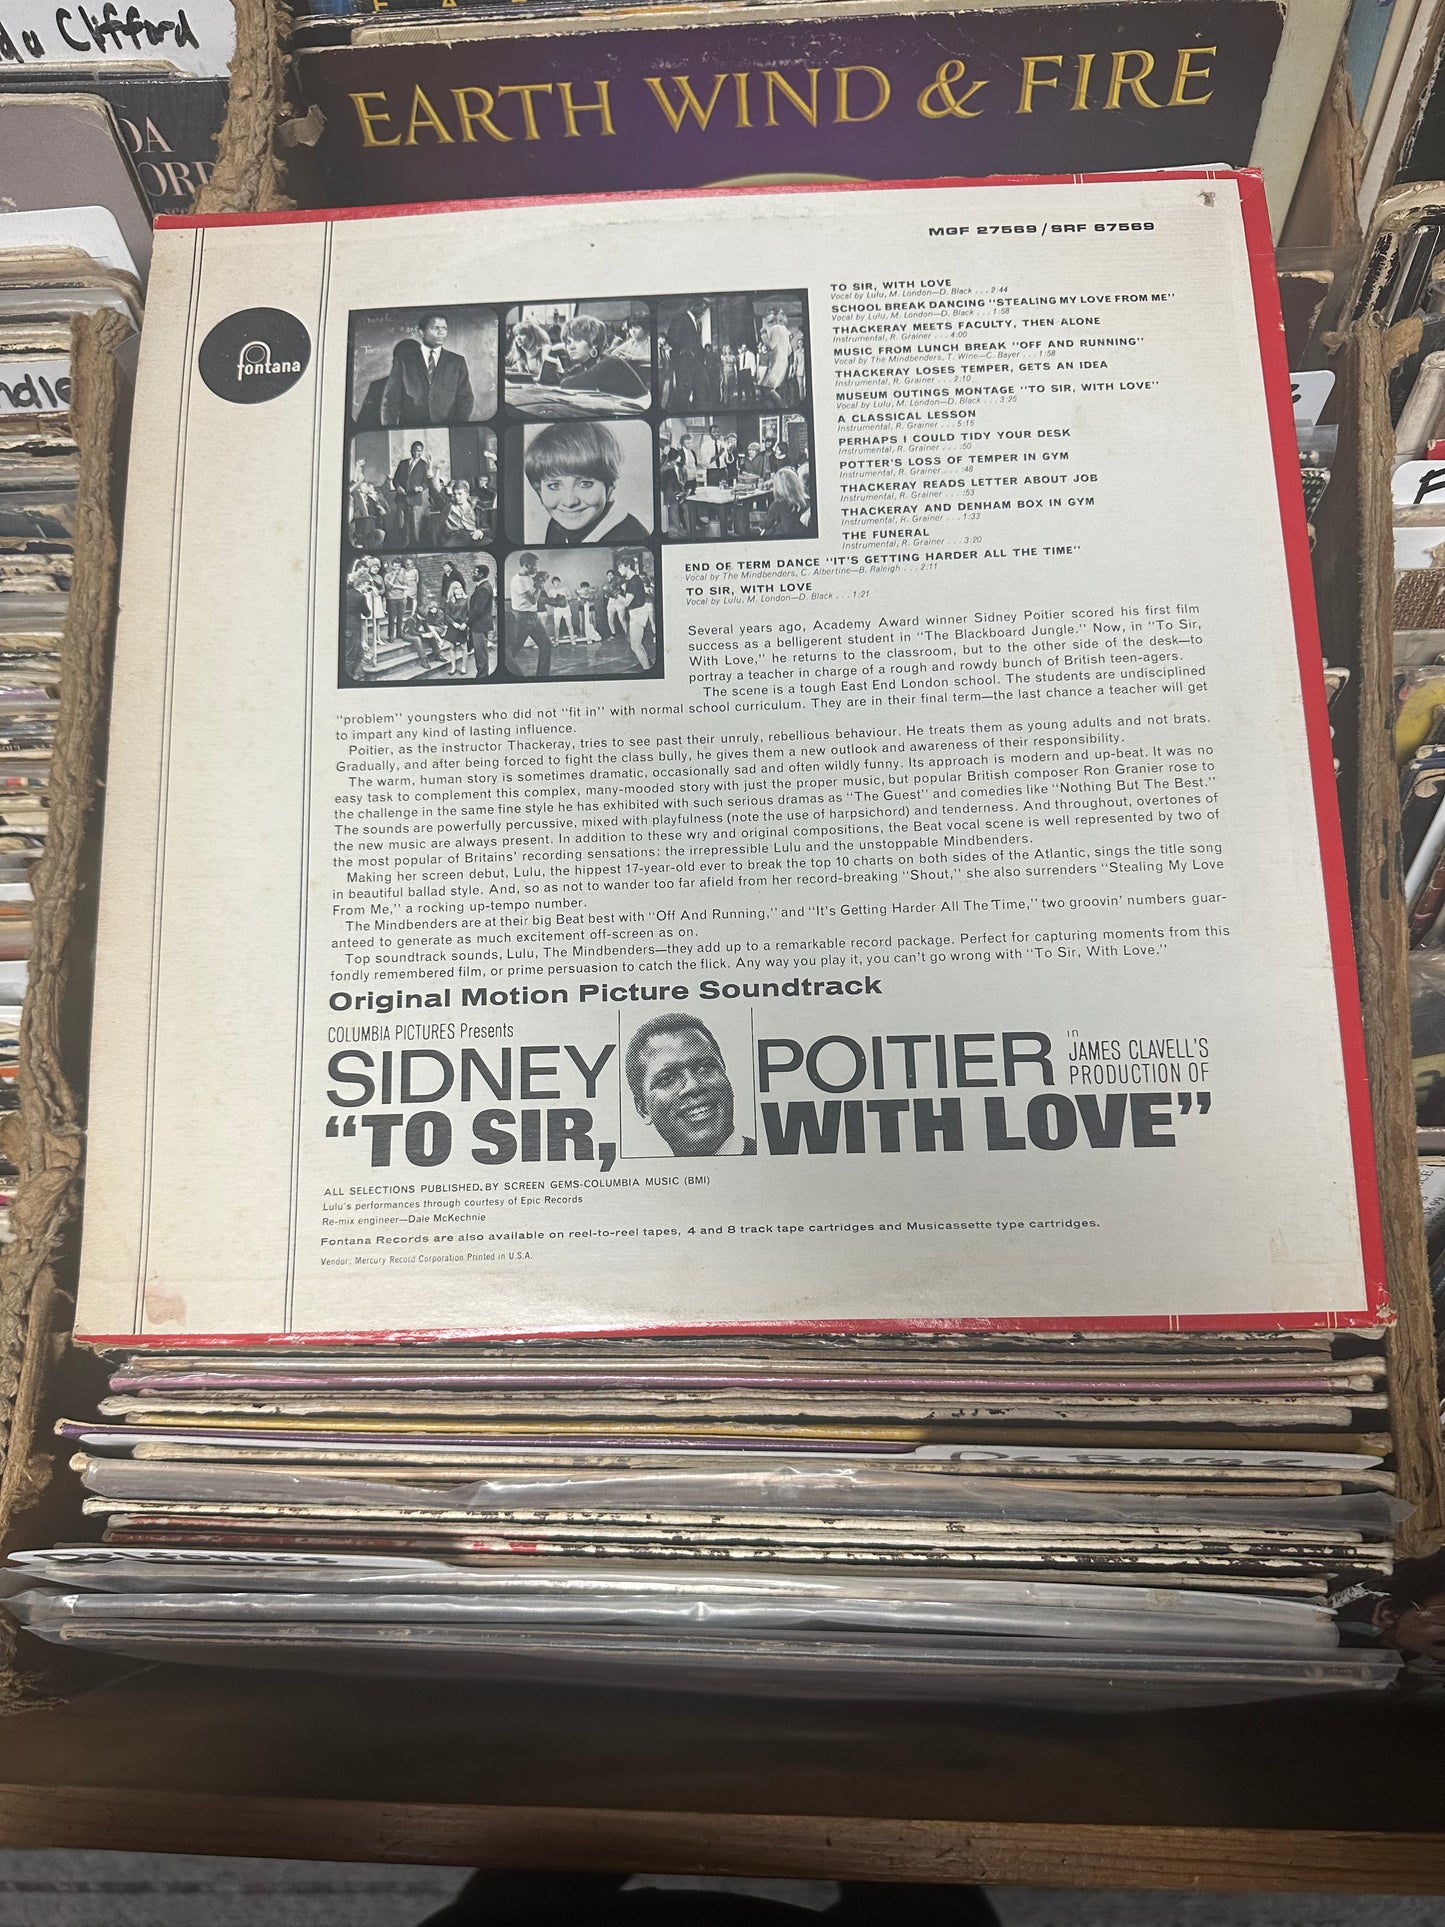 Clifford
EARTH WIND & FIRE
MGF 27569 / SRF 67569
fontana
TO SIR, WITH LOVE
Vocal by Lulu, M. London—D. Black . . . 2:44
SCHOOL BREAK DANCING "STEALING MY LOVE FROM ME"
Vocal by Lulu, M. London—D. Black . . . 1:58
THACKERAY MEETS FACULTY, THEN ALONE
Instrumental, R. Grainer . . . 4:00
MUSIC FROM LUNCH BREAK "OFF AND RUNNING"
Vocal by The Mindbenders, T. Wine—C. Bayer . . . 1:58
THACKERAY LOSES TEMPER, GETS AN IDEA
Instrumental, R. Grainer . . . 2:10
MUSEUM OUTINGS MONTAGE "TO SIR, WITH LOVE"
Vocal by Lulu, M. London—D. Black . . . 3:25
A CLASSICAL LESSON
Instrumental, R. Grainer . . . 5:15
PERHAPS I COULD TIDY YOUR DESK
Instrumental, R. Grainer . . . :50
POTTER'S LOSS OF TEMPER IN GYM
Instrumental, R. Grainer . . . :48
THACKERAY READS LETTER ABOUT JOB
Instrumental, R. Grainer . . . :53
THACKERAY AND DENHAM BOX IN GYM
Instrumental, R. Grainer . . . 1:33
THE FUNERAL
Instrumental, R. Grainer . . . 3:20
END OF TERM DANCE "IT'S GETTING HARDER ALL THE TIME"
Vocal by The Mindbenders, C. Albertine—B. Raleigh . . . 2:11
TO SIR, WITH LOVE
Vocal by Lulu, M. London—D. Black . . . 1:21
Several years ago, Academy Award winner Sidney Poitier scored his first film
success as a belligerent student in "The Blackboard Jungle." Now, in "To Sir,
With Love," he returns to the classroom, but to the other side of the desk—to
portray a teacher in charge of a rough and rowdy bunch of British teen-agers.
The scene is a tough East End London school. The students are undisciplined
"problem" youngsters who did not "fit in" with normal school curriculum. They are in their final term—the last chance a teacher will get
to impart any kind of lasting influence.
Poitier, as the instructor Thackeray, tries to see past their unruly, rebellious behaviour. He treats them as young adults and not brats.
Gradually, and after being forced to fight the class bully, he gives them a new outlook and awareness of their responsibility.
The warm, human story is sometimes dramatic, occasionally sad and often wildly funny. Its approach is modern and up-beat. It was no
easy task to complement this complex, many-mooded story with just the proper music, but popular British composer Ron Granier rose to
the challenge in the same fine style he has exhibited with such serious dramas as "The Guest" and comedies like "Nothing But The Best."
The sounds are powerfully percussive, mixed with playfulness (note the use of harpsichord) and tenderness. And throughout, overtones of
the new music are always present. In addition to these wry and original compositions, the Beat vocal scene is well represented by two of
the most popular of Britains' recording sensations: the irrepressible Lulu and the unstoppable Mindbenders.
Making her screen debut, Lulu, the hippest 17-year-old ever to break the top 10 charts on both sides of the Atlantic, sings the title song
in beautiful ballad style. And, so as not to wander too far afield from her record-breaking "Shout," she also surrenders "Stealing My Love
From Me," a rocking up-tempo number.
The Mindbenders are at their big Beat best with "Off And Running," and "It's Getting Harder All The Time," two groovin' numbers guar-
anteed to generate as much excitement off-screen as on.
Top soundtrack sounds, Lulu, The Mindbenders—they add up to a remarkable record package. Perfect for capturing moments from this
fondly remembered film, or prime persuasion to catch the flick. Any way you play it, you can't go wrong with "To Sir, With Love."
Original Motion Picture Soundtrack
COLUMBIA PICTURES Presents
SIDNEY POITIER in JAMES CLAVELL'S
PRODUCTION OF
"TO SIR, WITH LOVE"
ALL SELECTIONS PUBLISHED BY SCREEN GEMS-COLUMBIA MUSIC (BMI)
Lulu's performances through courtesy of Epic Records
Re-mix engineer—Dale McKechnie
Fontana Records are also available on reel-to-reel tapes, 4 and 8 track tape cartridges and Musicassette type cartridges.
Vendor: Mercury Record Corporation Printed in U.S.A.
De Barge